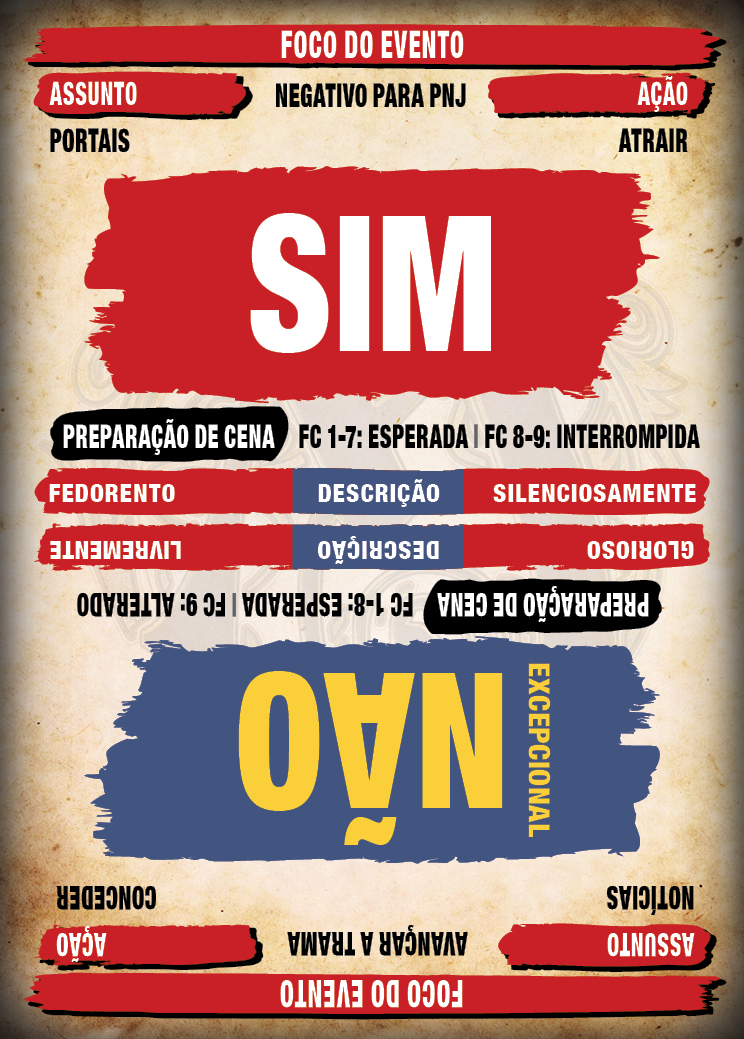 FOCO DO EVENTO
ASSUNTO NEGATIVO PARA PNJ AÇÃO
PORTAIS ATRAIR
SIM
PREPARAÇÃO DE CENA FC 1-7: ESPERADA | FC 8-9: INTERROMPIDA
FEDORENTO DESCRIÇÃO SILENCIOSAMENTE
FOCO DO EVENTO
ASSUNTO AVANÇAR A TRAMA AÇÃO
NOTÍCIAS CONCEDER
EXCEPCIONAL
NÃO
PREPARAÇÃO DE CENA FC 1-8: ESPERADA | FC 9: ALTERADO
GLORIOSO DESCRIÇÃO LIVREMENTE